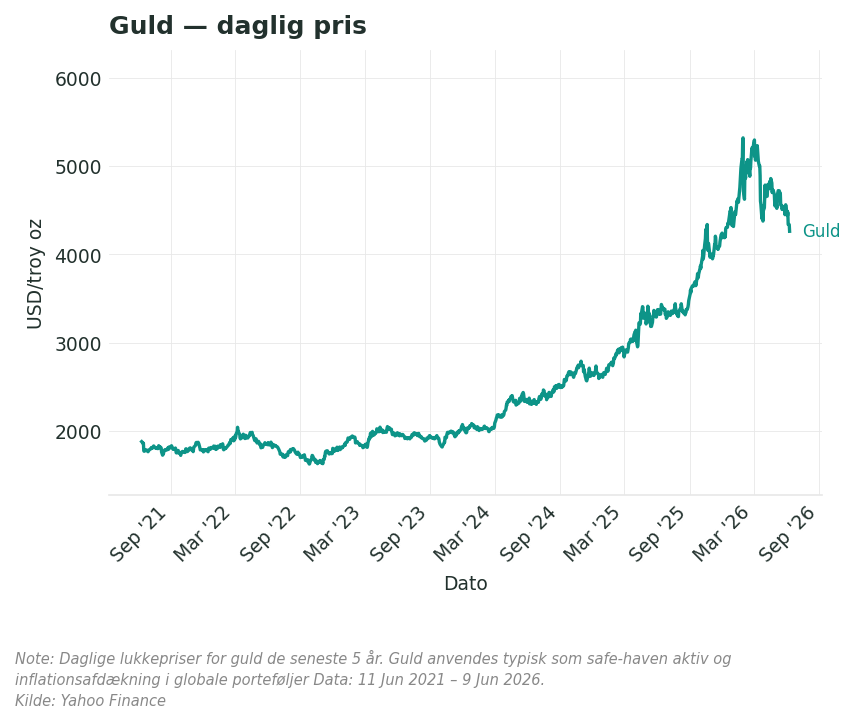 Guld — daglig pris
USD/troy oz
6000
5000
4000
3000
2000
Guld
Sep '21
Mar '22
Sep '22
Mar '23
Sep '23
Mar '24
Sep '24
Mar '25
Sep '25
Mar '26
Sep '26
Dato
Note: Daglige lukkepriser for guld de seneste 5 år. Guld anvendes typisk som safe-haven aktiv og
inflationsafdækning i globale porteføljer Data: 11 Jun 2021 – 9 Jun 2026.
Kilde: Yahoo Finance